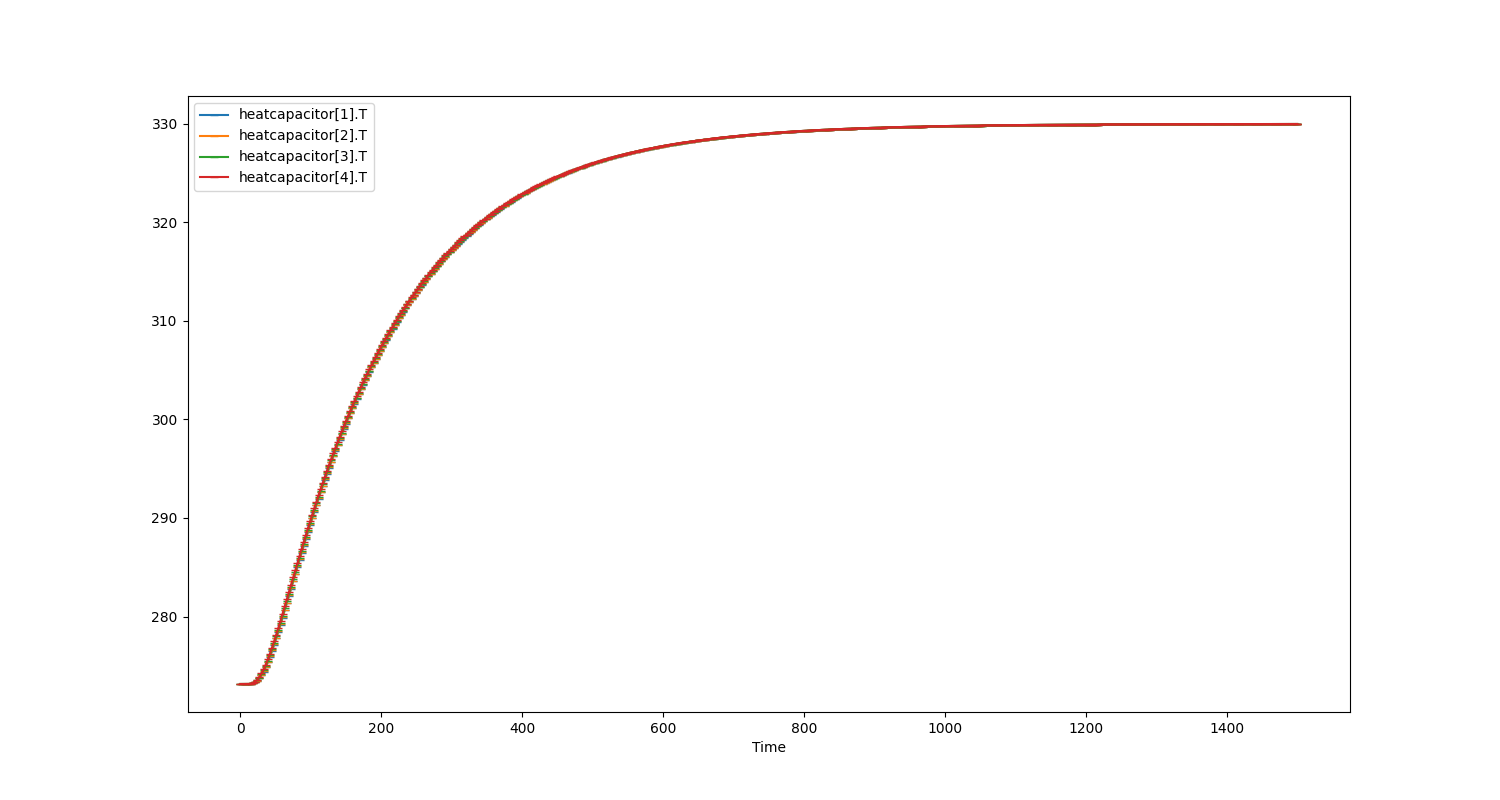 heatcapacitor[1].T
heatcapacitor[2].T
heatcapacitor[3].T
heatcapacitor[4].T
330
320
310
300
290
280
0 200 400 600 800 1000 1200 1400
Time